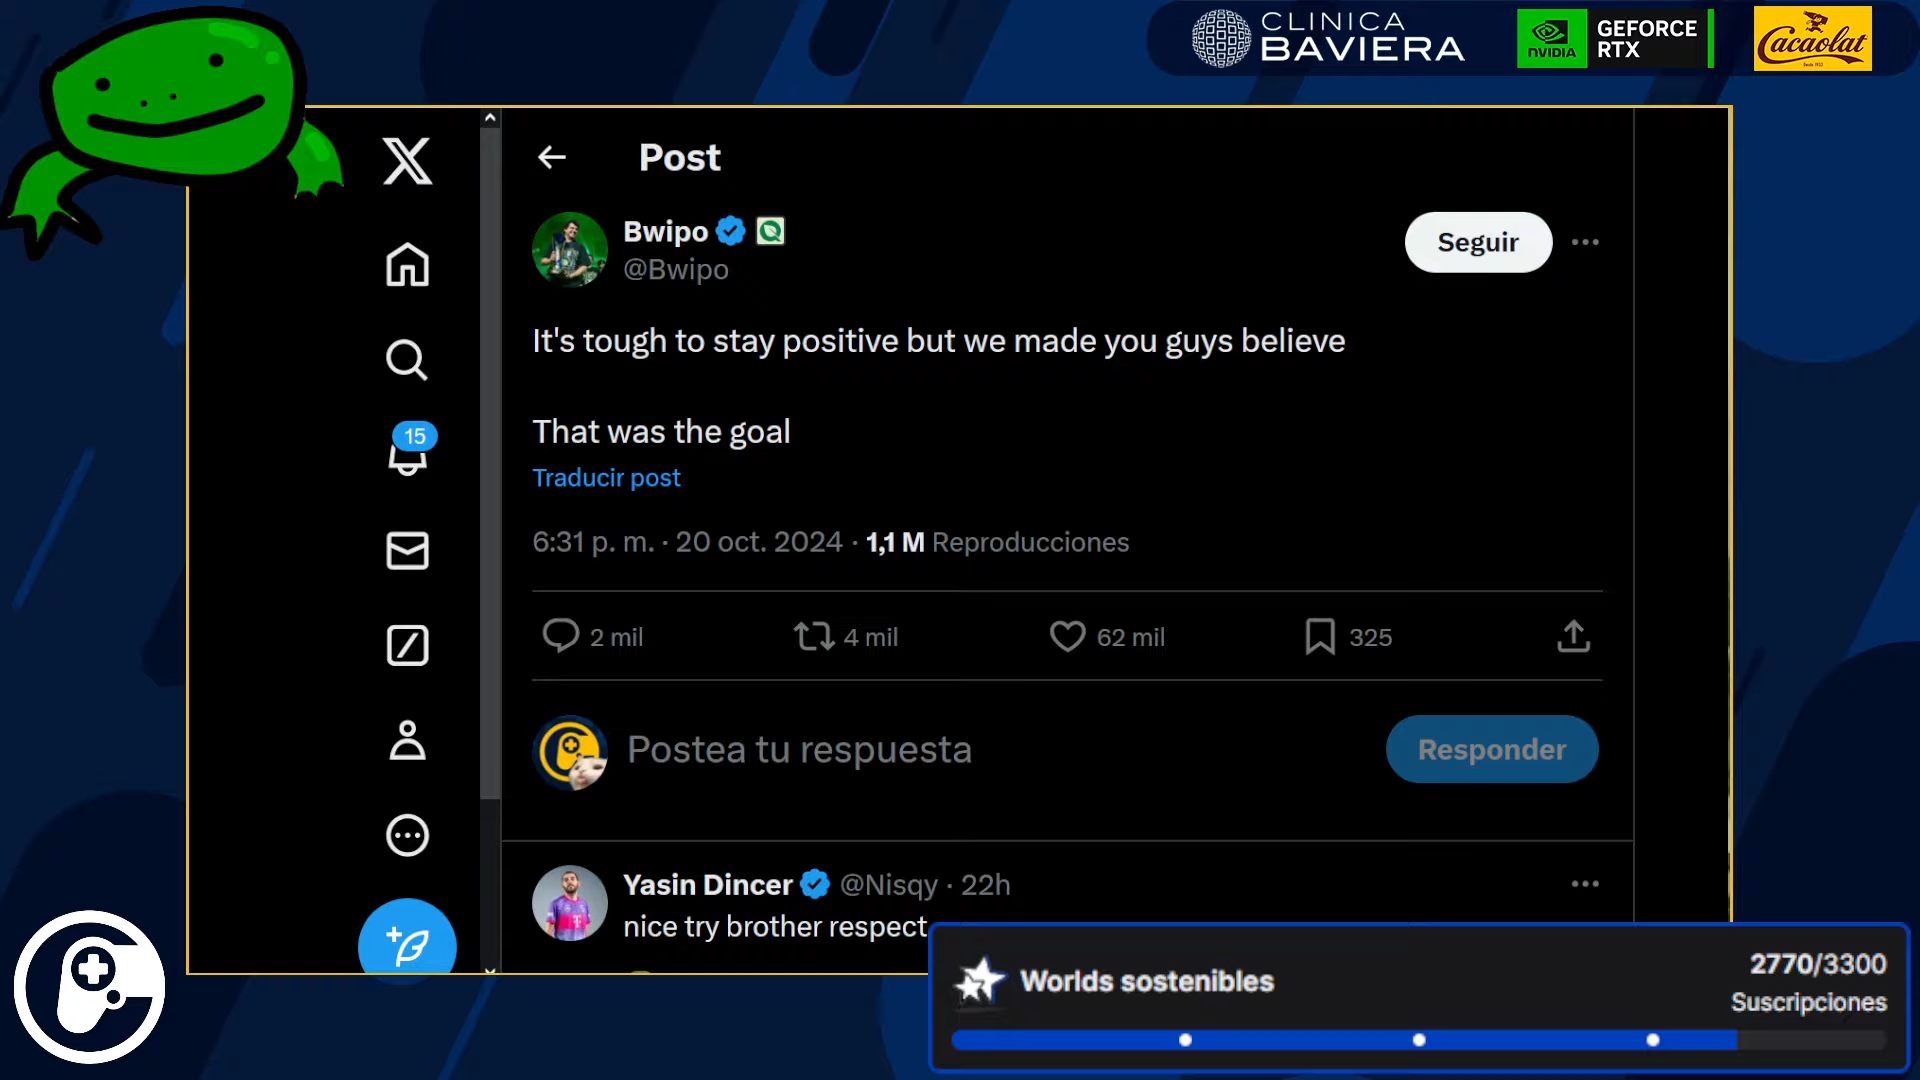 CLINICA
BAVIERA
NVIDIA
GEFORCE
RTX
Cacaolat
Post
Bwipo
@Bwipo
Seguir
It's tough to stay positive but we made you guys believe
That was the goal
Traducir post
6:31 p. m. · 20 oct. 2024 · 1,1 M Reproducciones
15
2 mil
4 mil
62 mil
325
Postea tu respuesta
Responder
Yasin Dincer @Nisqy · 22h
nice try brother respect
Worlds sostenibles
2770/3300
Suscripciones